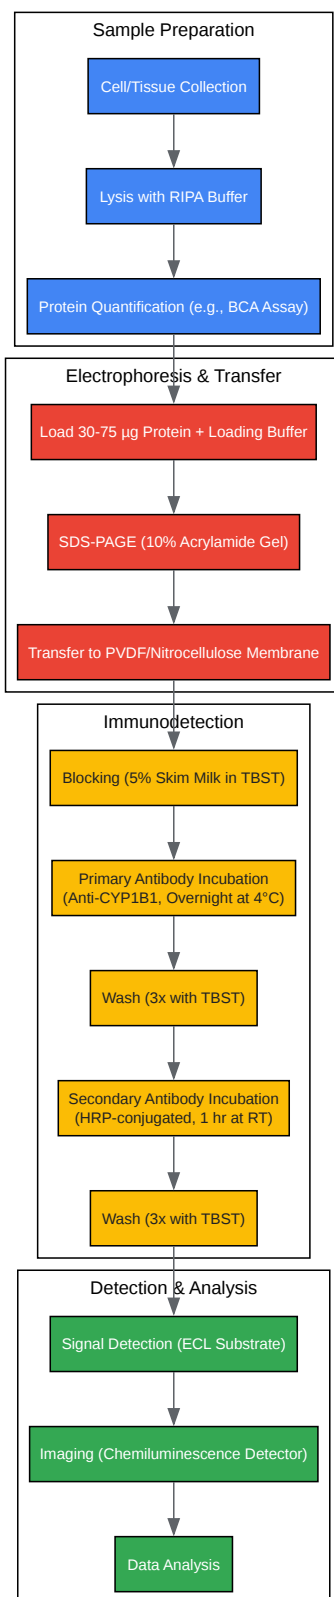 Sample Preparation
Cell/Tissue Collection
Lysis with RIPA Buffer
Protein Quantification (e.g., BCA Assay)
Electrophoresis & Transfer
Load 30-75 µg Protein + Loading Buffer
SDS-PAGE (10% Acrylamide Gel)
Transfer to PVDF/Nitrocellulose Membrane
Immunodetection
Blocking (5% Skim Milk in TBST)
Primary Antibody Incubation
(Anti-CYP1B1, Overnight at 4°C)
Wash (3x with TBST)
Secondary Antibody Incubation
(HRP-conjugated, 1 hr at RT)
Wash (3x with TBST)
Detection & Analysis
Signal Detection (ECL Substrate)
Imaging (Chemiluminescence Detector)
Data Analysis